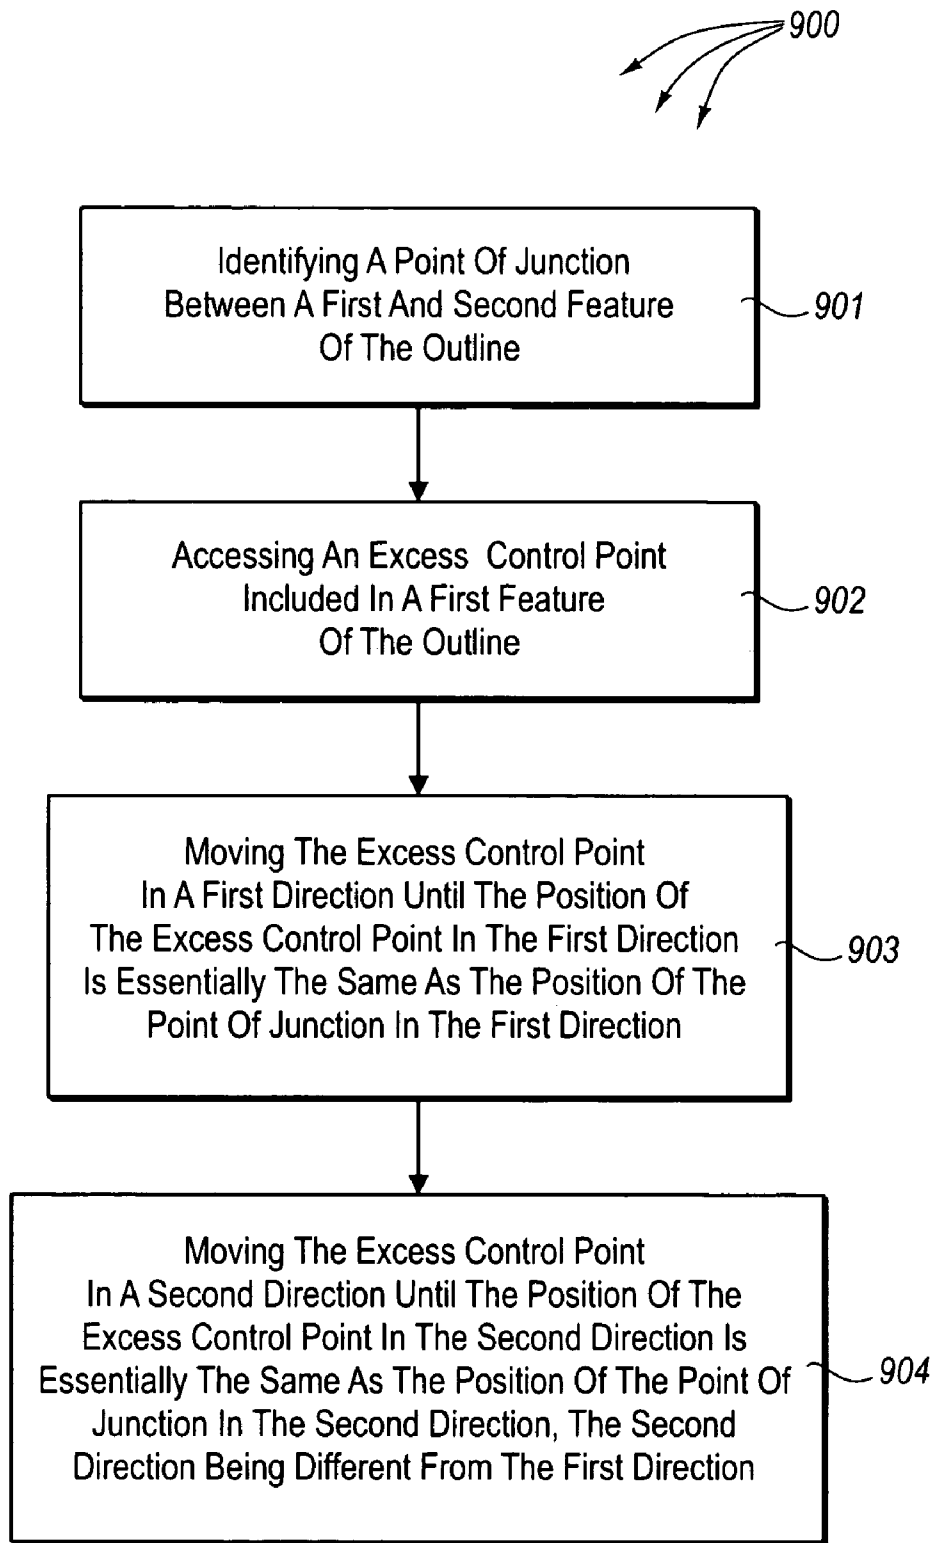 900
Identifying A Point Of Junction
Between A First And Second Feature
Of The Outline
901
Accessing An Excess Control Point
Included In A First Feature
Of The Outline
902
Moving The Excess Control Point
In A First Direction Until The Position Of
The Excess Control Point In The First Direction
Is Essentially The Same As The Position Of The
Point Of Junction In The First Direction
903
Moving The Excess Control Point
In A Second Direction Until The Position Of The
Excess Control Point In The Second Direction Is
Essentially The Same As The Position Of The Point Of
Junction In The Second Direction, The Second
Direction Being Different From The First Direction
904